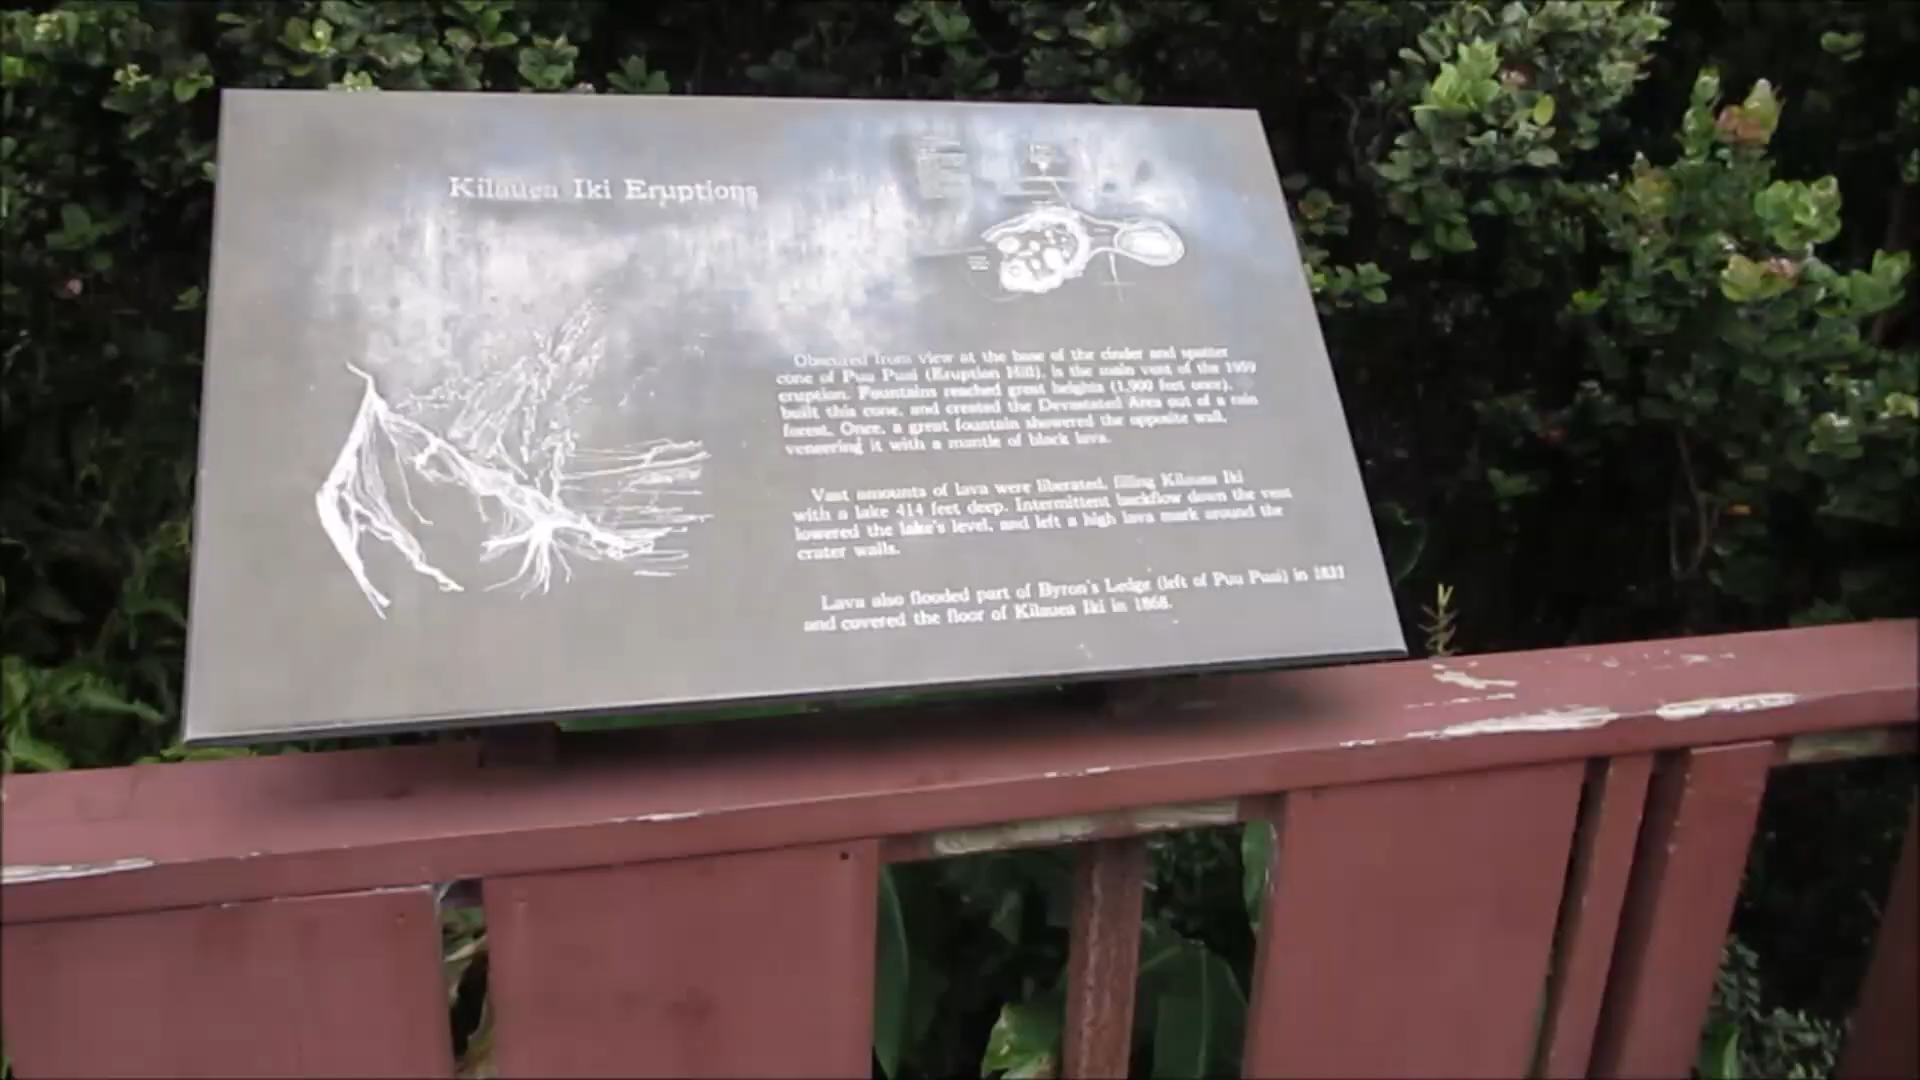 Kilauea Iki Eruptions
Obscured from view at the base of the cinder and spatter
cone of Puu Puai (Eruption Hill), is the main vent of the 1959
eruption. Fountains reached great heights (1,900 feet once),
built this cone, and created the Devastated Area out of a rain
forest. Once, a great fountain showered the opposite wall,
veneering it with a mantle of black lava.
Vast amounts of lava were liberated, filling Kilauea Iki
with a lake 414 feet deep. Intermittent backflow down the vent
lowered the lake's level, and left a high lava mark around the
crater walls.
Lava also flooded part of Byron's Ledge (left of Puu Puai) in 1832
and covered the floor of Kilauea Iki in 1868.